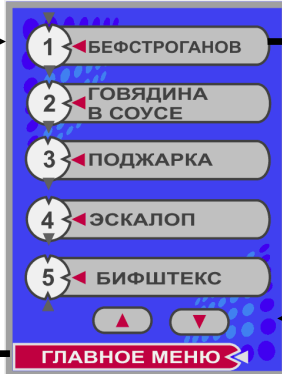 1 БЕФСТРОГАНОВ
2 ГОВЯДИНА
В СОУСЕ
3 ПОДЖАРКА
4 ЭСКАЛОП
5 БИФШТЕКС
ГЛАВНОЕ МЕНЮ